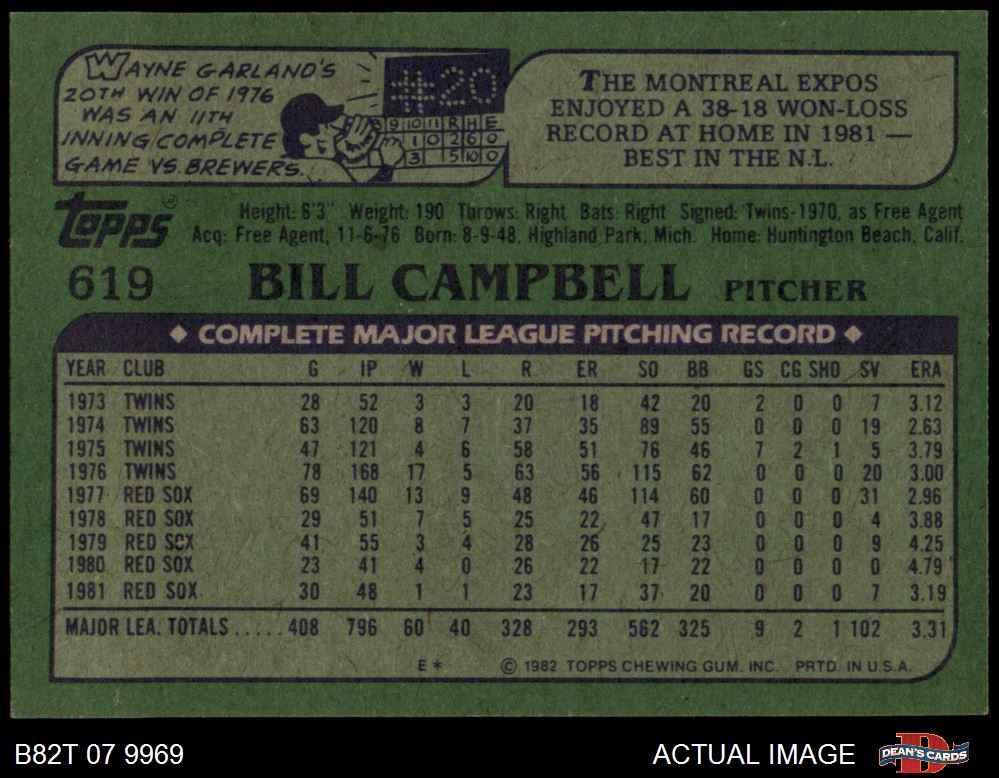 WAYNE GARLAND'S
20TH WIN OF 1976
WAS AN 11TH
INNING COMPLETE
GAME VS. BREWERS.
#20
9 10 11 R H E
1 0 2 6 0
3 5 10 0
THE MONTREAL EXPOS
ENJOYED A 38-18 WON-LOSS
RECORD AT HOME IN 1981 —
BEST IN THE N.L.
Topps®
Height: 6'3" Weight: 190 Throws: Right Bats: Right Signed: Twins-1970, as Free Agent
Acq: Free Agent, 11-6-76 Born: 8-9-48, Highland Park, Mich. Home: Huntington Beach, Calif.
619 BILL CAMPBELL PITCHER
◆ COMPLETE MAJOR LEAGUE PITCHING RECORD ◆
YEAR CLUB G IP W L R ER SO BB GS CG SHO SV ERA
1973 TWINS 28 52 3 3 20 18 42 20 2 0 0 7 3.12
1974 TWINS 63 120 8 7 37 35 89 55 0 0 0 19 2.63
1975 TWINS 47 121 4 6 58 51 76 46 7 2 1 5 3.79
1976 TWINS 78 168 17 5 63 56 115 62 0 0 0 20 3.00
1977 RED SOX 69 140 13 9 48 46 114 60 0 0 0 31 2.96
1978 RED SOX 29 51 7 5 25 22 47 17 0 0 0 4 3.88
1979 RED SOX 41 55 3 4 28 26 25 23 0 0 0 9 4.25
1980 RED SOX 23 41 4 0 26 22 17 22 0 0 0 0 4.79
1981 RED SOX 30 48 1 1 23 17 37 20 0 0 0 7 3.19
MAJOR LEA. TOTALS ..... 408 796 60 40 328 293 562 325 9 2 1 102 3.31
E* © 1982 TOPPS CHEWING GUM, INC. PRTD. IN U.S.A.
B82T 07 9969 ACTUAL IMAGE DEAN'S CARDS